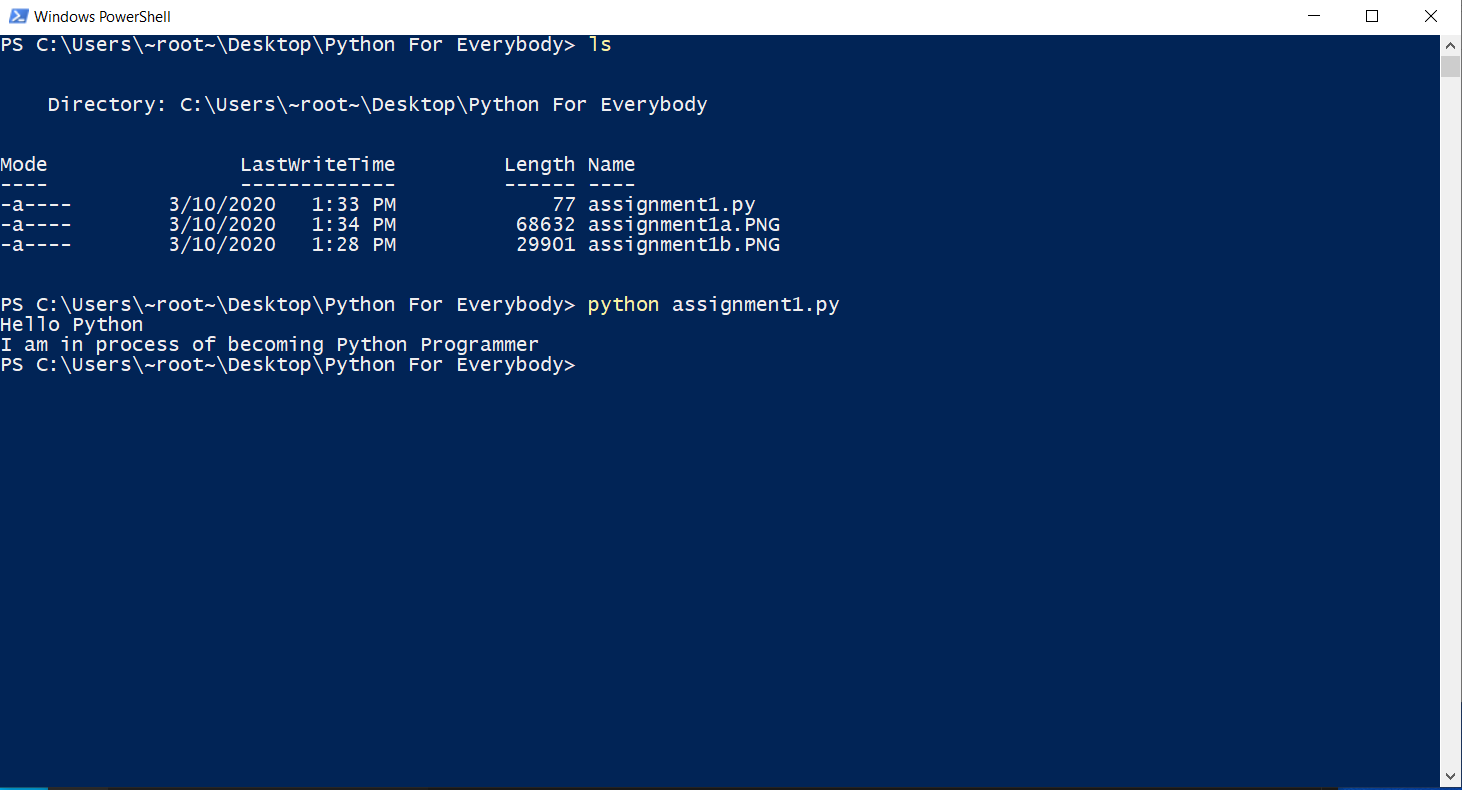 Windows PowerShell
PS C:\Users\~root~\Desktop\Python For Everybody> ls
    Directory: C:\Users\~root~\Desktop\Python For Everybody
Mode                LastWriteTime         Length Name
----                -------------         ------ ----
-a----        3/10/2020   1:33 PM             77 assignment1.py
-a----        3/10/2020   1:34 PM          68632 assignment1a.PNG
-a----        3/10/2020   1:28 PM          29901 assignment1b.PNG
PS C:\Users\~root~\Desktop\Python For Everybody> python assignment1.py
Hello Python
I am in process of becoming Python Programmer
PS C:\Users\~root~\Desktop\Python For Everybody>